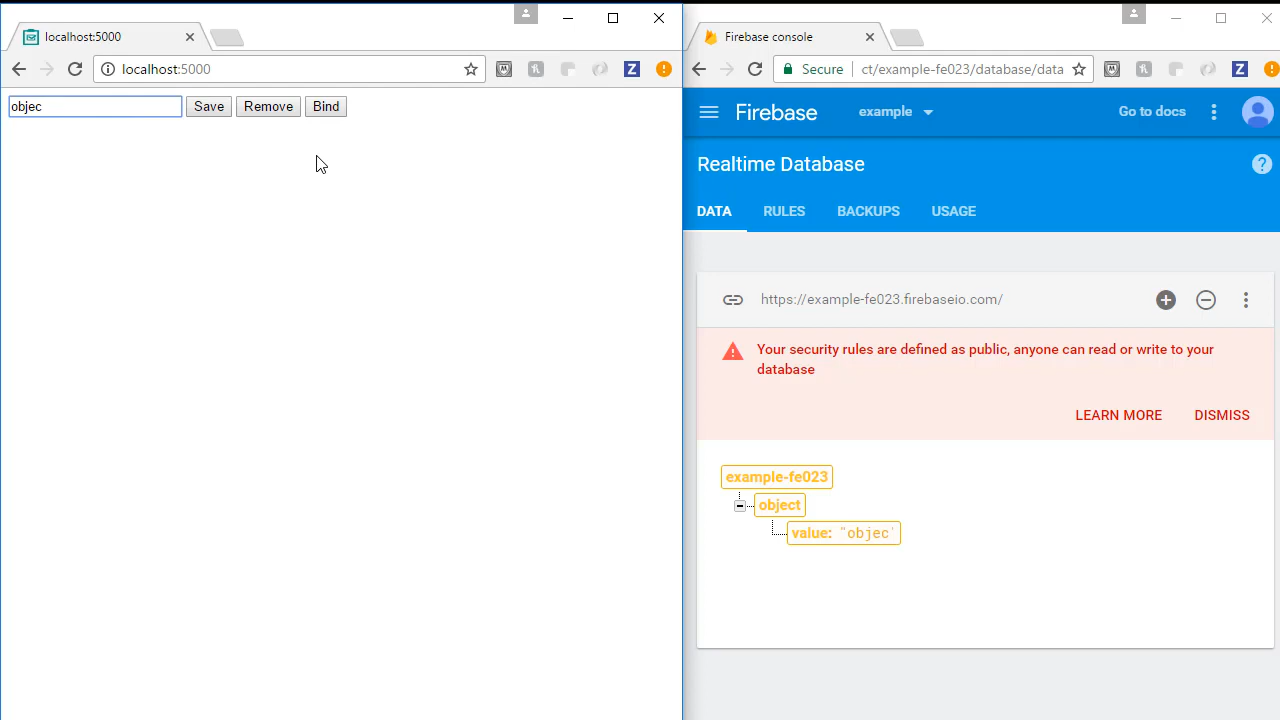 localhost:5000
localhost:5000
objec Save Remove Bind
Firebase console
Secure ct/example-fe023/database/data
Firebase example Go to docs
Realtime Database
DATA RULES BACKUPS USAGE
https://example-fe023.firebaseio.com/
Your security rules are defined as public, anyone can read or write to your
database
LEARN MORE DISMISS
example-fe023
object
value: "objec"